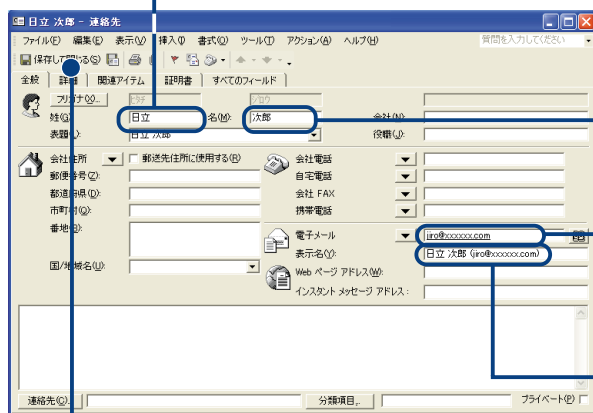 日立 次郎 - 連絡先
ファイル(F) 編集(E) 表示(V) 挿入(I) 書式(O) ツール(T) アクション(A) ヘルプ(H) 質問を入力してください
保存して閉じる(S)
全般 詳細 関連アイテム 証明書 すべてのフィールド
フリガナ(X)... ヒタチ ジロウ
姓(G): 日立 名(M): 次郎 会社(N):
表題(L): 日立 次郎 役職(J):
会社住所 郵送先住所に使用する(R) 会社電話
郵便番号(Z): 自宅電話
都道府県(D): 会社 FAX
市町村(Q): 携帯電話
番地(B): 電子メール jiro@xxxxxx.com
表示名(Y): 日立 次郎 (jiro@xxxxxx.com)
国/地域名(U): Web ページ アドレス(W):
インスタント メッセージ アドレス:
連絡先(C)... 分類項目... プライベート(P)